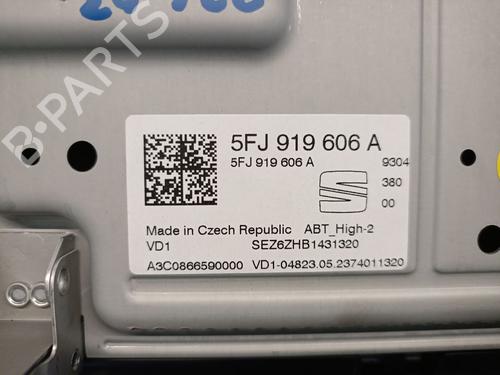 5FJ 919 606 A
5FJ 919 606 A
9304
380
00
Made in Czech Republic ABT_High-2
VD1 SEZ6ZHB1431320
A3C0866590000 VD1-04823.05.2374011320
B-PARTS